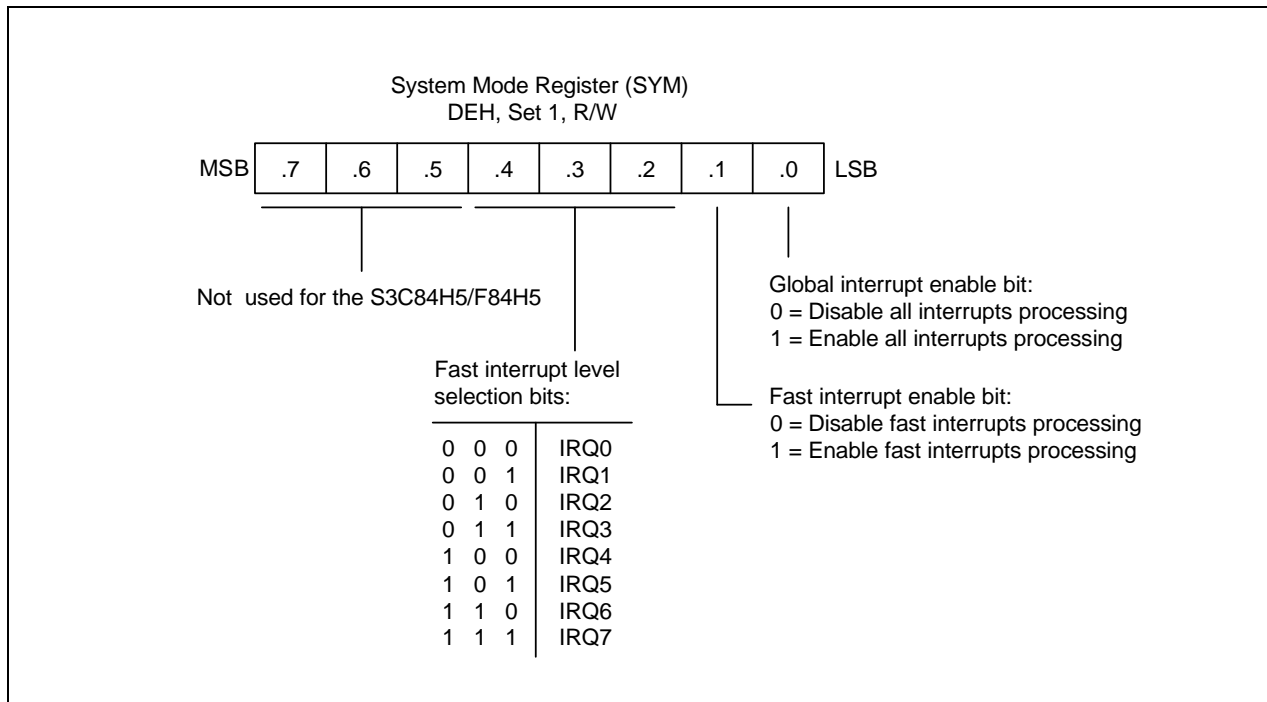 System Mode Register (SYM)
DEH, Set 1, R/W
MSB .7 .6 .5 .4 .3 .2 .1 .0 LSB
Not used for the S3C84H5/F84H5
Global interrupt enable bit:
0 = Disable all interrupts processing
1 = Enable all interrupts processing
Fast interrupt level
selection bits:
Fast interrupt enable bit:
0 = Disable fast interrupts processing
1 = Enable fast interrupts processing
0 0 0 IRQ0
0 0 1 IRQ1
0 1 0 IRQ2
0 1 1 IRQ3
1 0 0 IRQ4
1 0 1 IRQ5
1 1 0 IRQ6
1 1 1 IRQ7